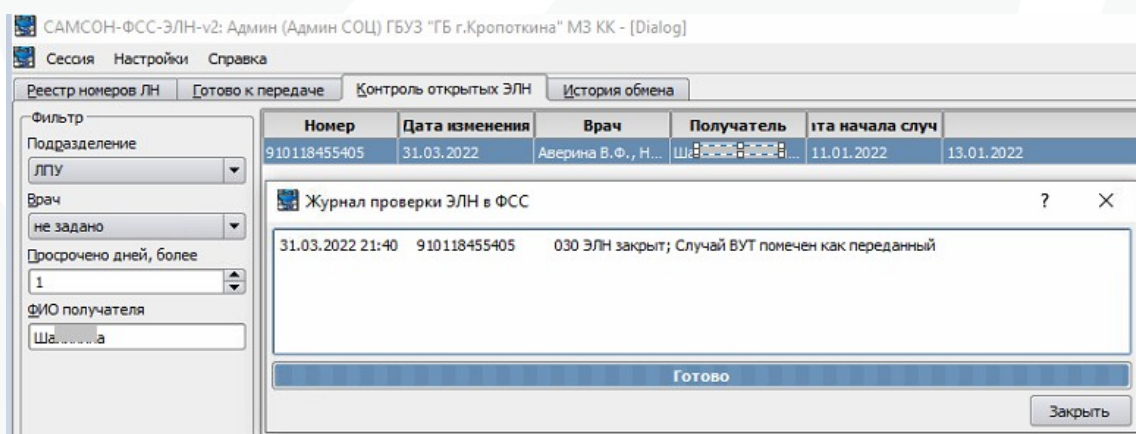 САМСОН-ФСС-ЭЛН-v2: Админ (Админ СОЦ) ГБУЗ "ГБ г.Кропоткина" МЗ КК - [Dialog]
Сессия Настройки Справка
Реестр номеров ЛН Готово к передаче Контроль открытых ЭЛН История обмена
Фильтр
Подразделение
ЛПУ
Врач
не задано
Просрочено дней, более
1
ФИО получателя
Номер Дата изменения Врач Получатель ıта начала случ
910118455405 31.03.2022 Аверина В.Ф., Н... 11.01.2022 13.01.2022
Журнал проверки ЭЛН в ФСС ? X
31.03.2022 21:40 910118455405 030 ЭЛН закрыт; Случай ВУТ помечен как переданный
Готово
Закрыть